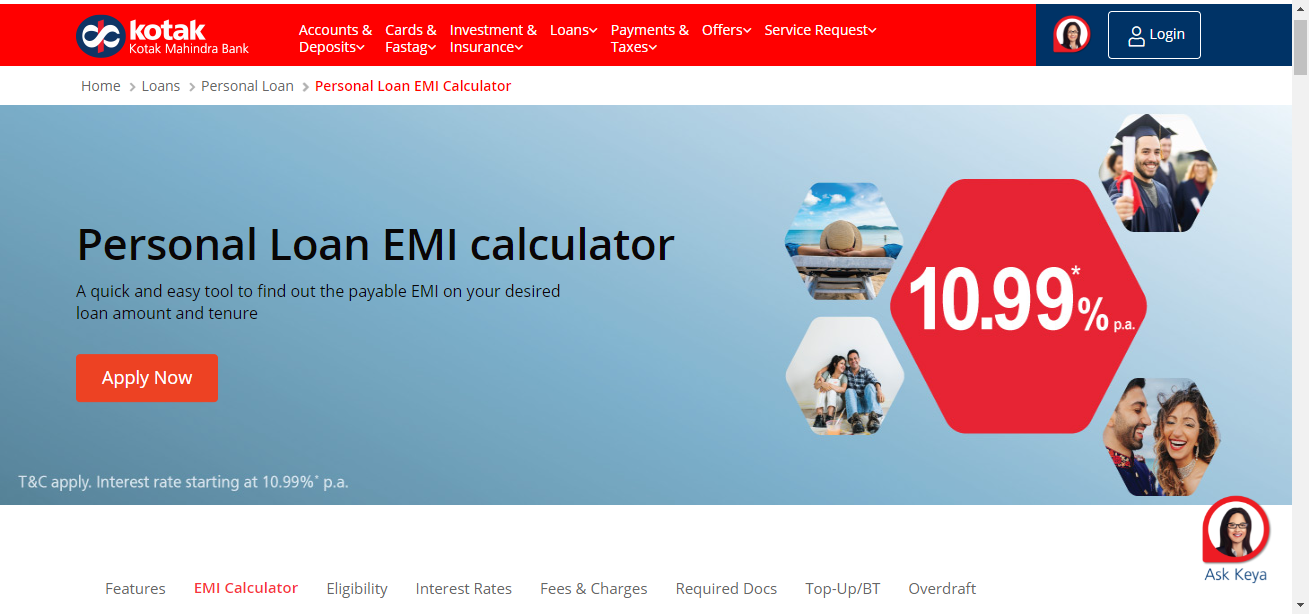 kotak
Kotak Mahindra Bank
Accounts & Deposits
Cards & Fastag
Investment & Insurance
Loans
Payments & Taxes
Offers
Service Request
Login
Home > Loans > Personal Loan > Personal Loan EMI Calculator
Personal Loan EMI calculator
A quick and easy tool to find out the payable EMI on your desired
loan amount and tenure
Apply Now
10.99*% p.a.
T&C apply. Interest rate starting at 10.99%* p.a.
Ask Keya
Features EMI Calculator Eligibility Interest Rates Fees & Charges Required Docs Top-Up/BT Overdraft